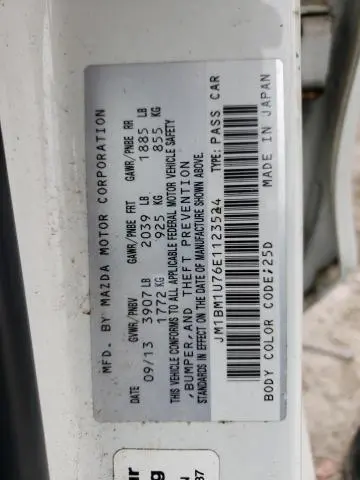 MFD. BY MAZDA MOTOR CORPORATION
GVWR/PNBV GAWR/PNBE FRT GAWR/PNBE RR
DATE 09/13 3907 LB 2039 LB 1885 LB
1772 KG 925 KG 855 KG
THIS VEHICLE CONFORMS TO ALL APPLICABLE FEDERAL MOTOR VEHICLE SAFETY
,BUMPER,AND THEFT PREVENTION
STANDARDS IN EFFECT ON THE DATE OF MANUFACTURE SHOWN ABOVE.
JM1BM1U76E1123524 TYPE: PASS CAR
BODY COLOR CODE;25D MADE IN JAPAN